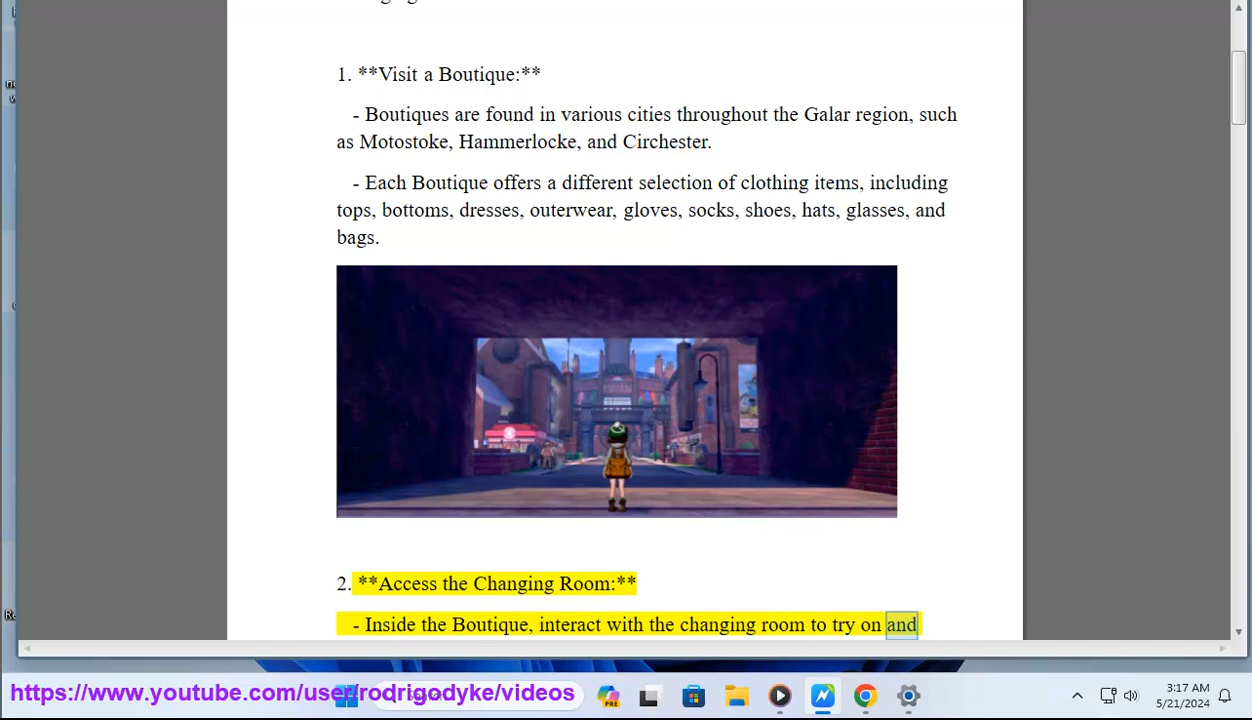 1. **Visit a Boutique:**
- Boutiques are found in various cities throughout the Galar region, such
as Motostoke, Hammerlocke, and Circhester.
- Each Boutique offers a different selection of clothing items, including
tops, bottoms, dresses, outerwear, gloves, socks, shoes, hats, glasses, and
bags.
2. **Access the Changing Room:**
- Inside the Boutique, interact with the changing room to try on and
https://www.youtube.com/user/rodrigodyke/videos
PRE
3:17 AM
5/21/2024